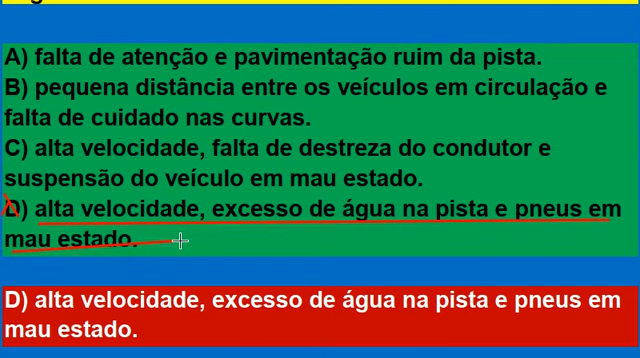 A) falta de atenção e pavimentação ruim da pista.
B) pequena distância entre os veículos em circulação e
falta de cuidado nas curvas.
C) alta velocidade, falta de destreza do condutor e
suspensão do veículo em mau estado.
D) alta velocidade, excesso de água na pista e pneus em
mau estado.
D) alta velocidade, excesso de água na pista e pneus em
mau estado.